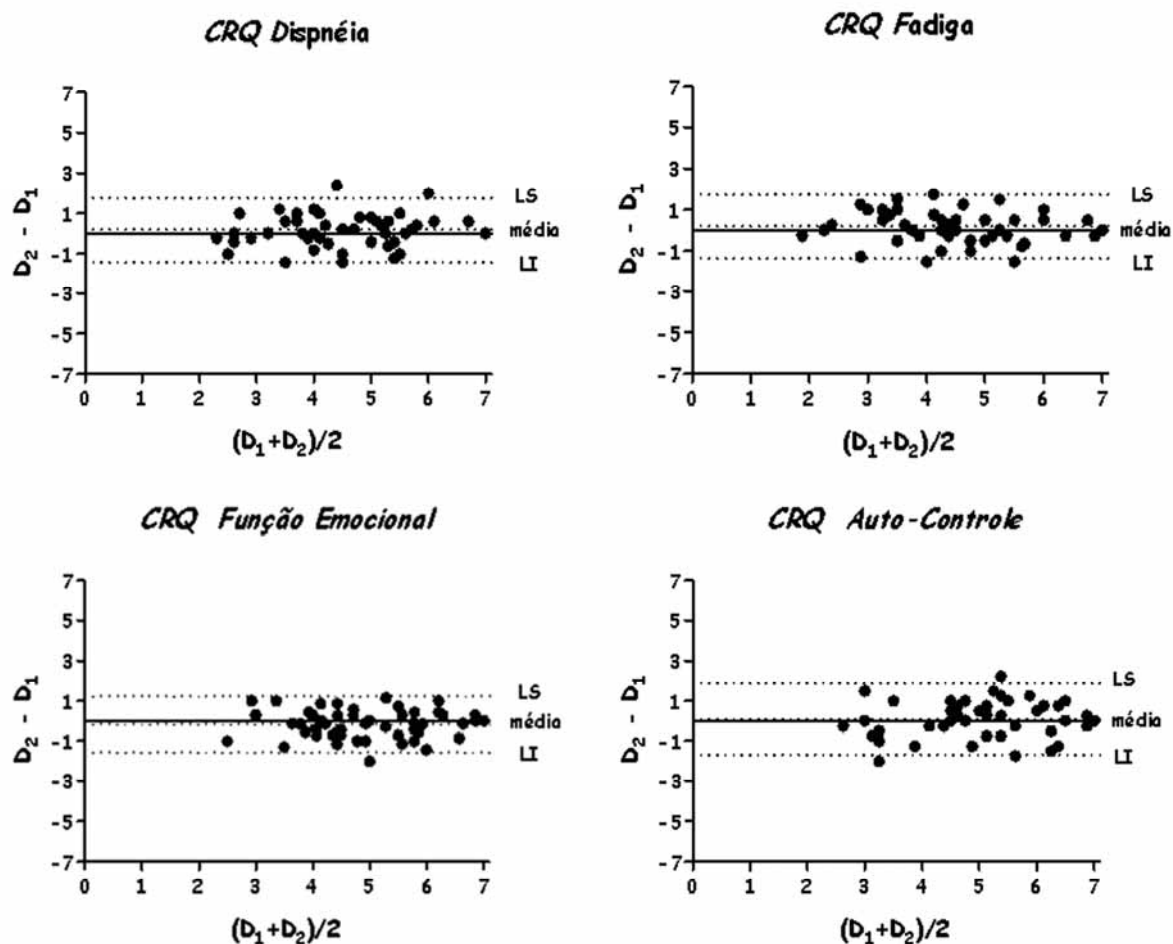 CRQ Dispnéia
7
5
3
1
-1
-3
-5
-7
D₂ - D₁
LS
média
LI
0 1 2 3 4 5 6 7
(D₁+D₂)/2
CRQ Fadiga
7
5
3
1
-1
-3
-5
-7
D₂ - D₁
LS
média
LI
0 1 2 3 4 5 6 7
(D₁+D₂)/2
CRQ Função Emocional
7
5
3
1
-1
-3
-5
-7
D₂ - D₁
LS
média
LI
0 1 2 3 4 5 6 7
(D₁+D₂)/2
CRQ Auto-Controle
7
5
3
1
-1
-3
-5
-7
D₂ - D₁
LS
média
LI
0 1 2 3 4 5 6 7
(D₁+D₂)/2